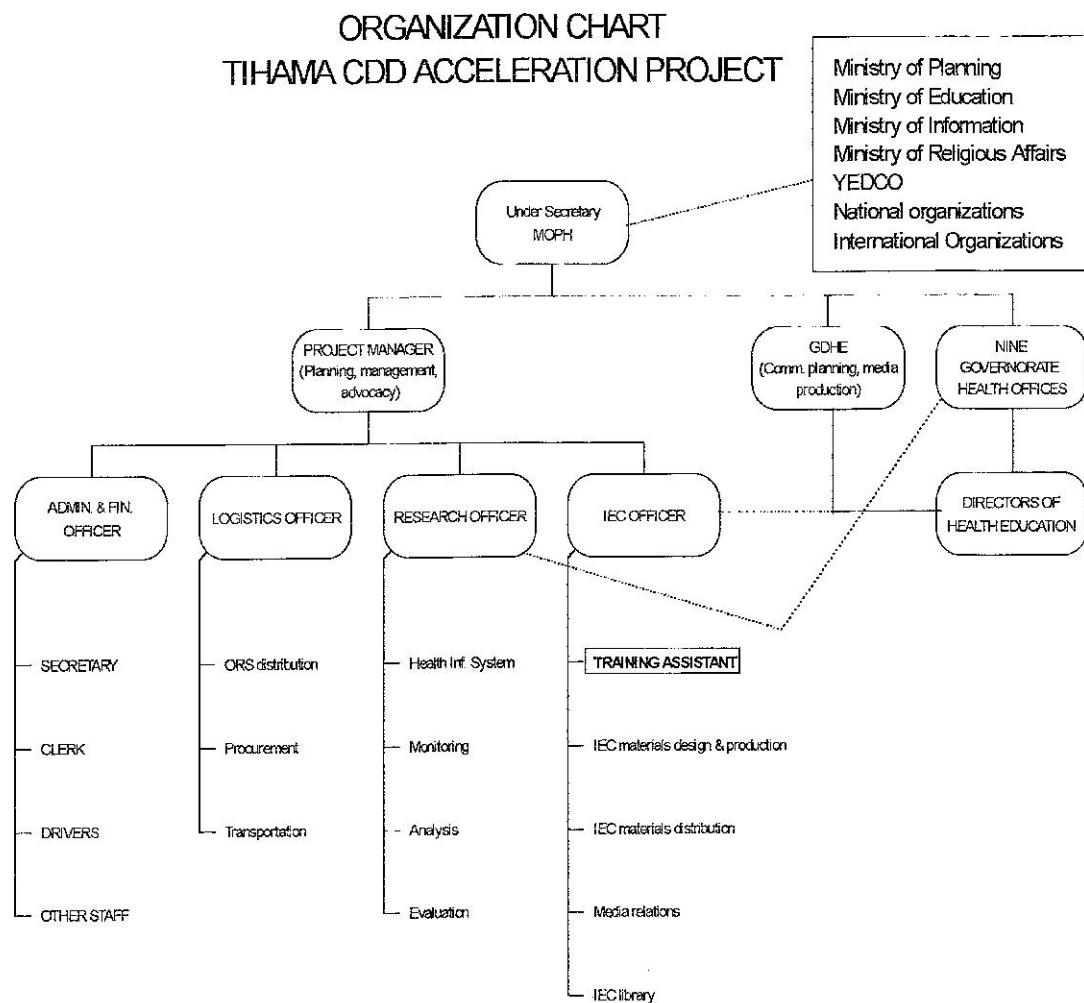 ORGANIZATION CHART
TIHAMA CDD ACCELERATION PROJECT
Ministry of Planning
Ministry of Education
Ministry of Information
Ministry of Religious Affairs
YEDCO
National organizations
International Organizations
Under Secretary
MOPH
PROJECT MANAGER
(Planning, management,
advocacy)
GDHE
(Comm. planning, media
production)
NINE
GOVERNORATE
HEALTH OFFICES
ADMIN. & FIN.
OFFICER
LOGISTICS OFFICER
RESEARCH OFFICER
IEC OFFICER
DIRECTORS OF
HEALTH EDUCATION
SECRETARY
CLERK
DRIVERS
OTHER STAFF
ORS distribution
Procurement
Transportation
Health Inf. System
Monitoring
Analysis
Evaluation
TRAINING ASSISTANT
IEC materials design & production
IEC materials distribution
Media relations
IEC library